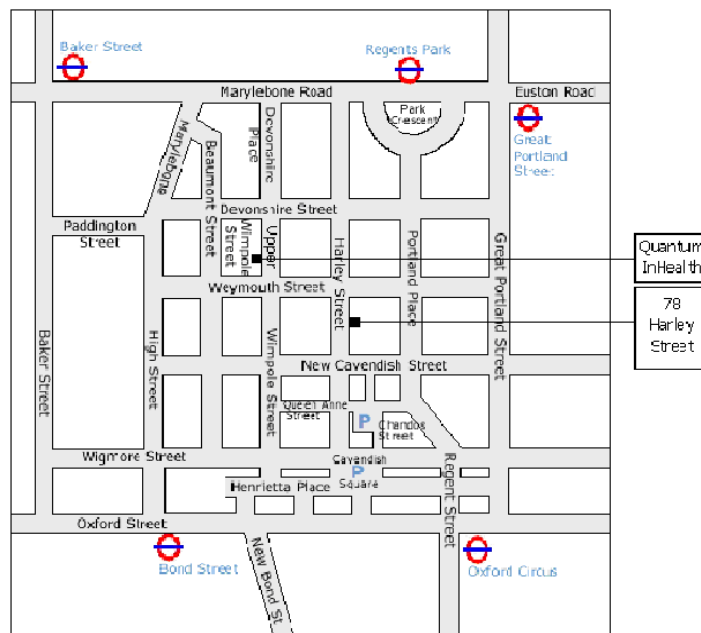 Baker Street
Regents Park
Marylebone Road
Euston Road
Park
Crescent
Great
Portland
Street
Marylebone
Beaumont Street
Devonshire
Place
Devonshire Street
Paddington
Street
Wimpole
Street
Upper
Harley Street
Portland Place
Great Portland Street
Quantum
InHealth
Weymouth Street
78
Harley
Street
Baker Street
High Street
Wimpole Street
New Cavendish Street
Queen Anne
Street
P
Chandos
Street
Wigmore Street
Cavendish
P
Square
Henrietta Place
Regent Street
Oxford Street
Bond Street
New Bond St
Oxford Circus